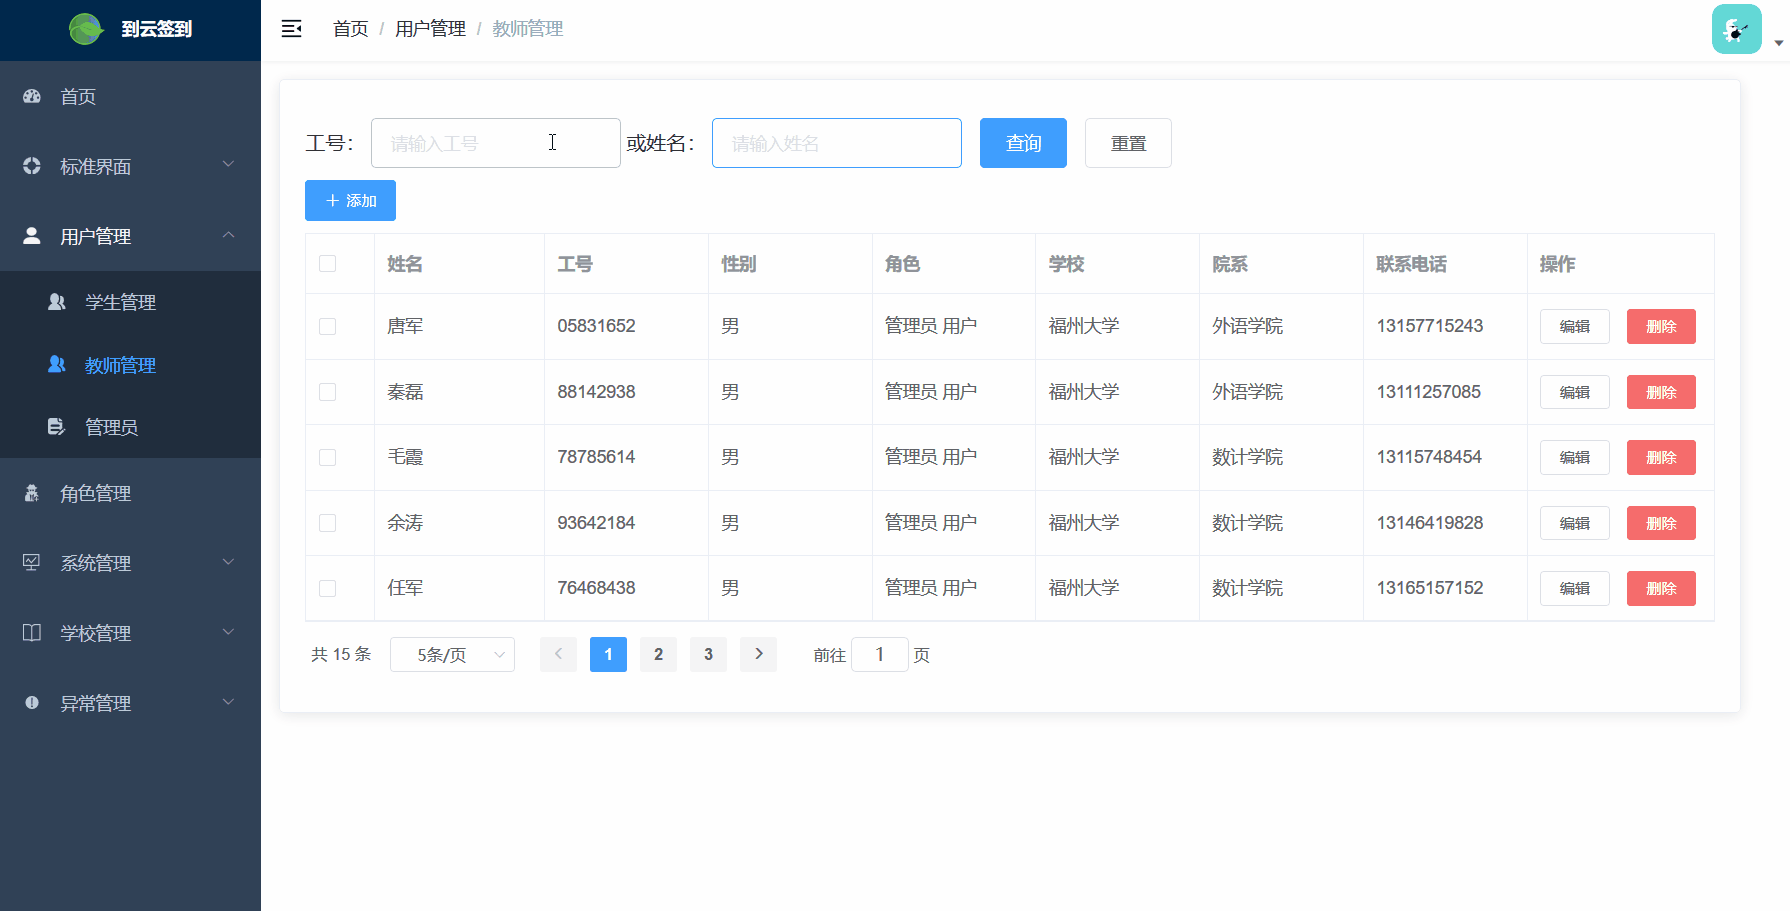 到云签到
首页
标准界面
用户管理
学生管理
教师管理
管理员
角色管理
系统管理
学校管理
异常管理
首页 / 用户管理 / 教师管理
工号： 请输入工号 或姓名： 请输入姓名 查询 重置
+ 添加
姓名 工号 性别 角色 学校 院系 联系电话 操作
唐军 05831652 男 管理员 用户 福州大学 外语学院 13157715243 编辑 删除
秦磊 88142938 男 管理员 用户 福州大学 外语学院 13111257085 编辑 删除
毛霞 78785614 男 管理员 用户 福州大学 数计学院 13115748454 编辑 删除
余涛 93642184 男 管理员 用户 福州大学 数计学院 13146419828 编辑 删除
任军 76468438 男 管理员 用户 福州大学 数计学院 13165157152 编辑 删除
共 15 条 5条/页 1 2 3 前往 1 页